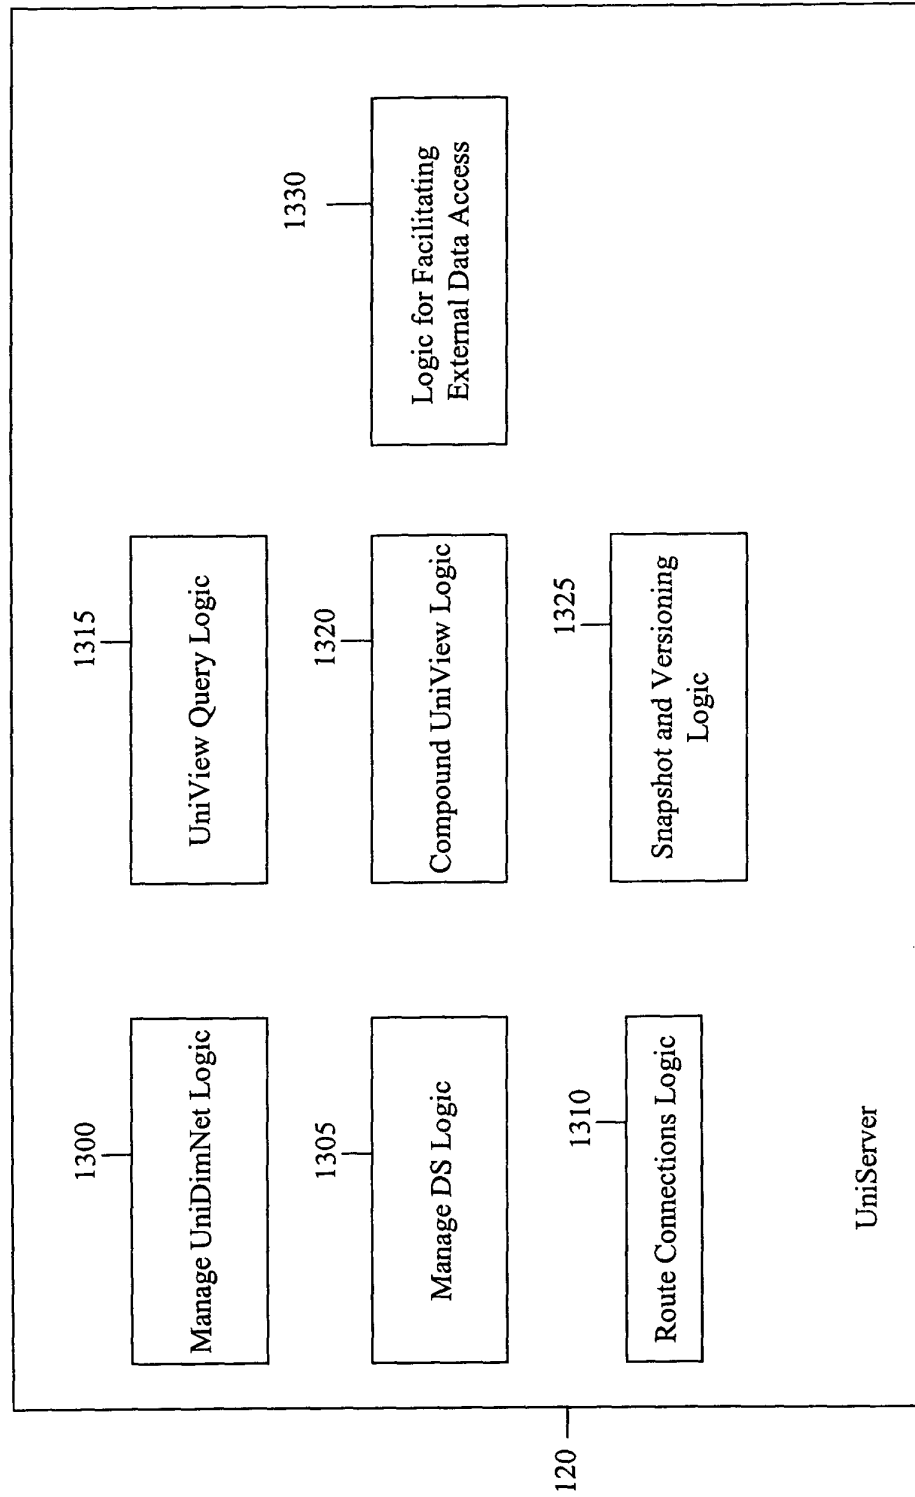 1300
Manage UniDimNet Logic
1305
Manage DS Logic
1310
Route Connections Logic
1315
UniView Query Logic
1320
Compound UniView Logic
1325
Snapshot and Versioning
Logic
1330
Logic for Facilitating
External Data Access
UniServer
120